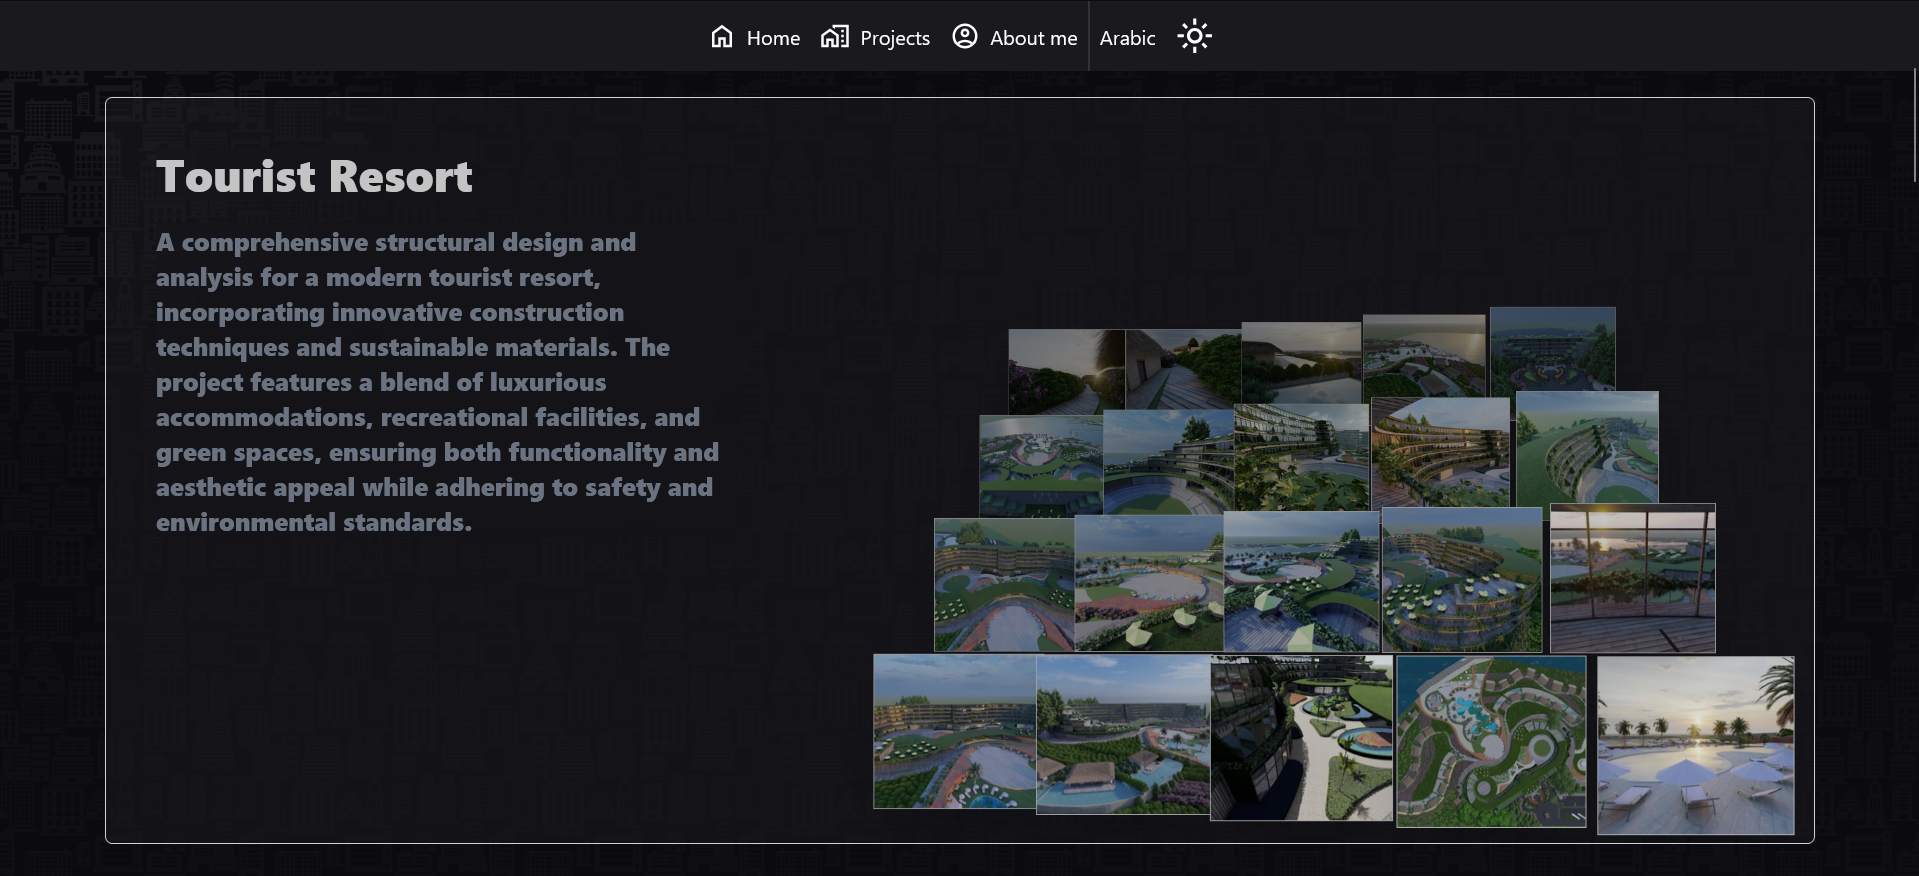 Home Projects About me Arabic
Tourist Resort
A comprehensive structural design and
analysis for a modern tourist resort,
incorporating innovative construction
techniques and sustainable materials. The
project features a blend of luxurious
accommodations, recreational facilities, and
green spaces, ensuring both functionality and
aesthetic appeal while adhering to safety and
environmental standards.